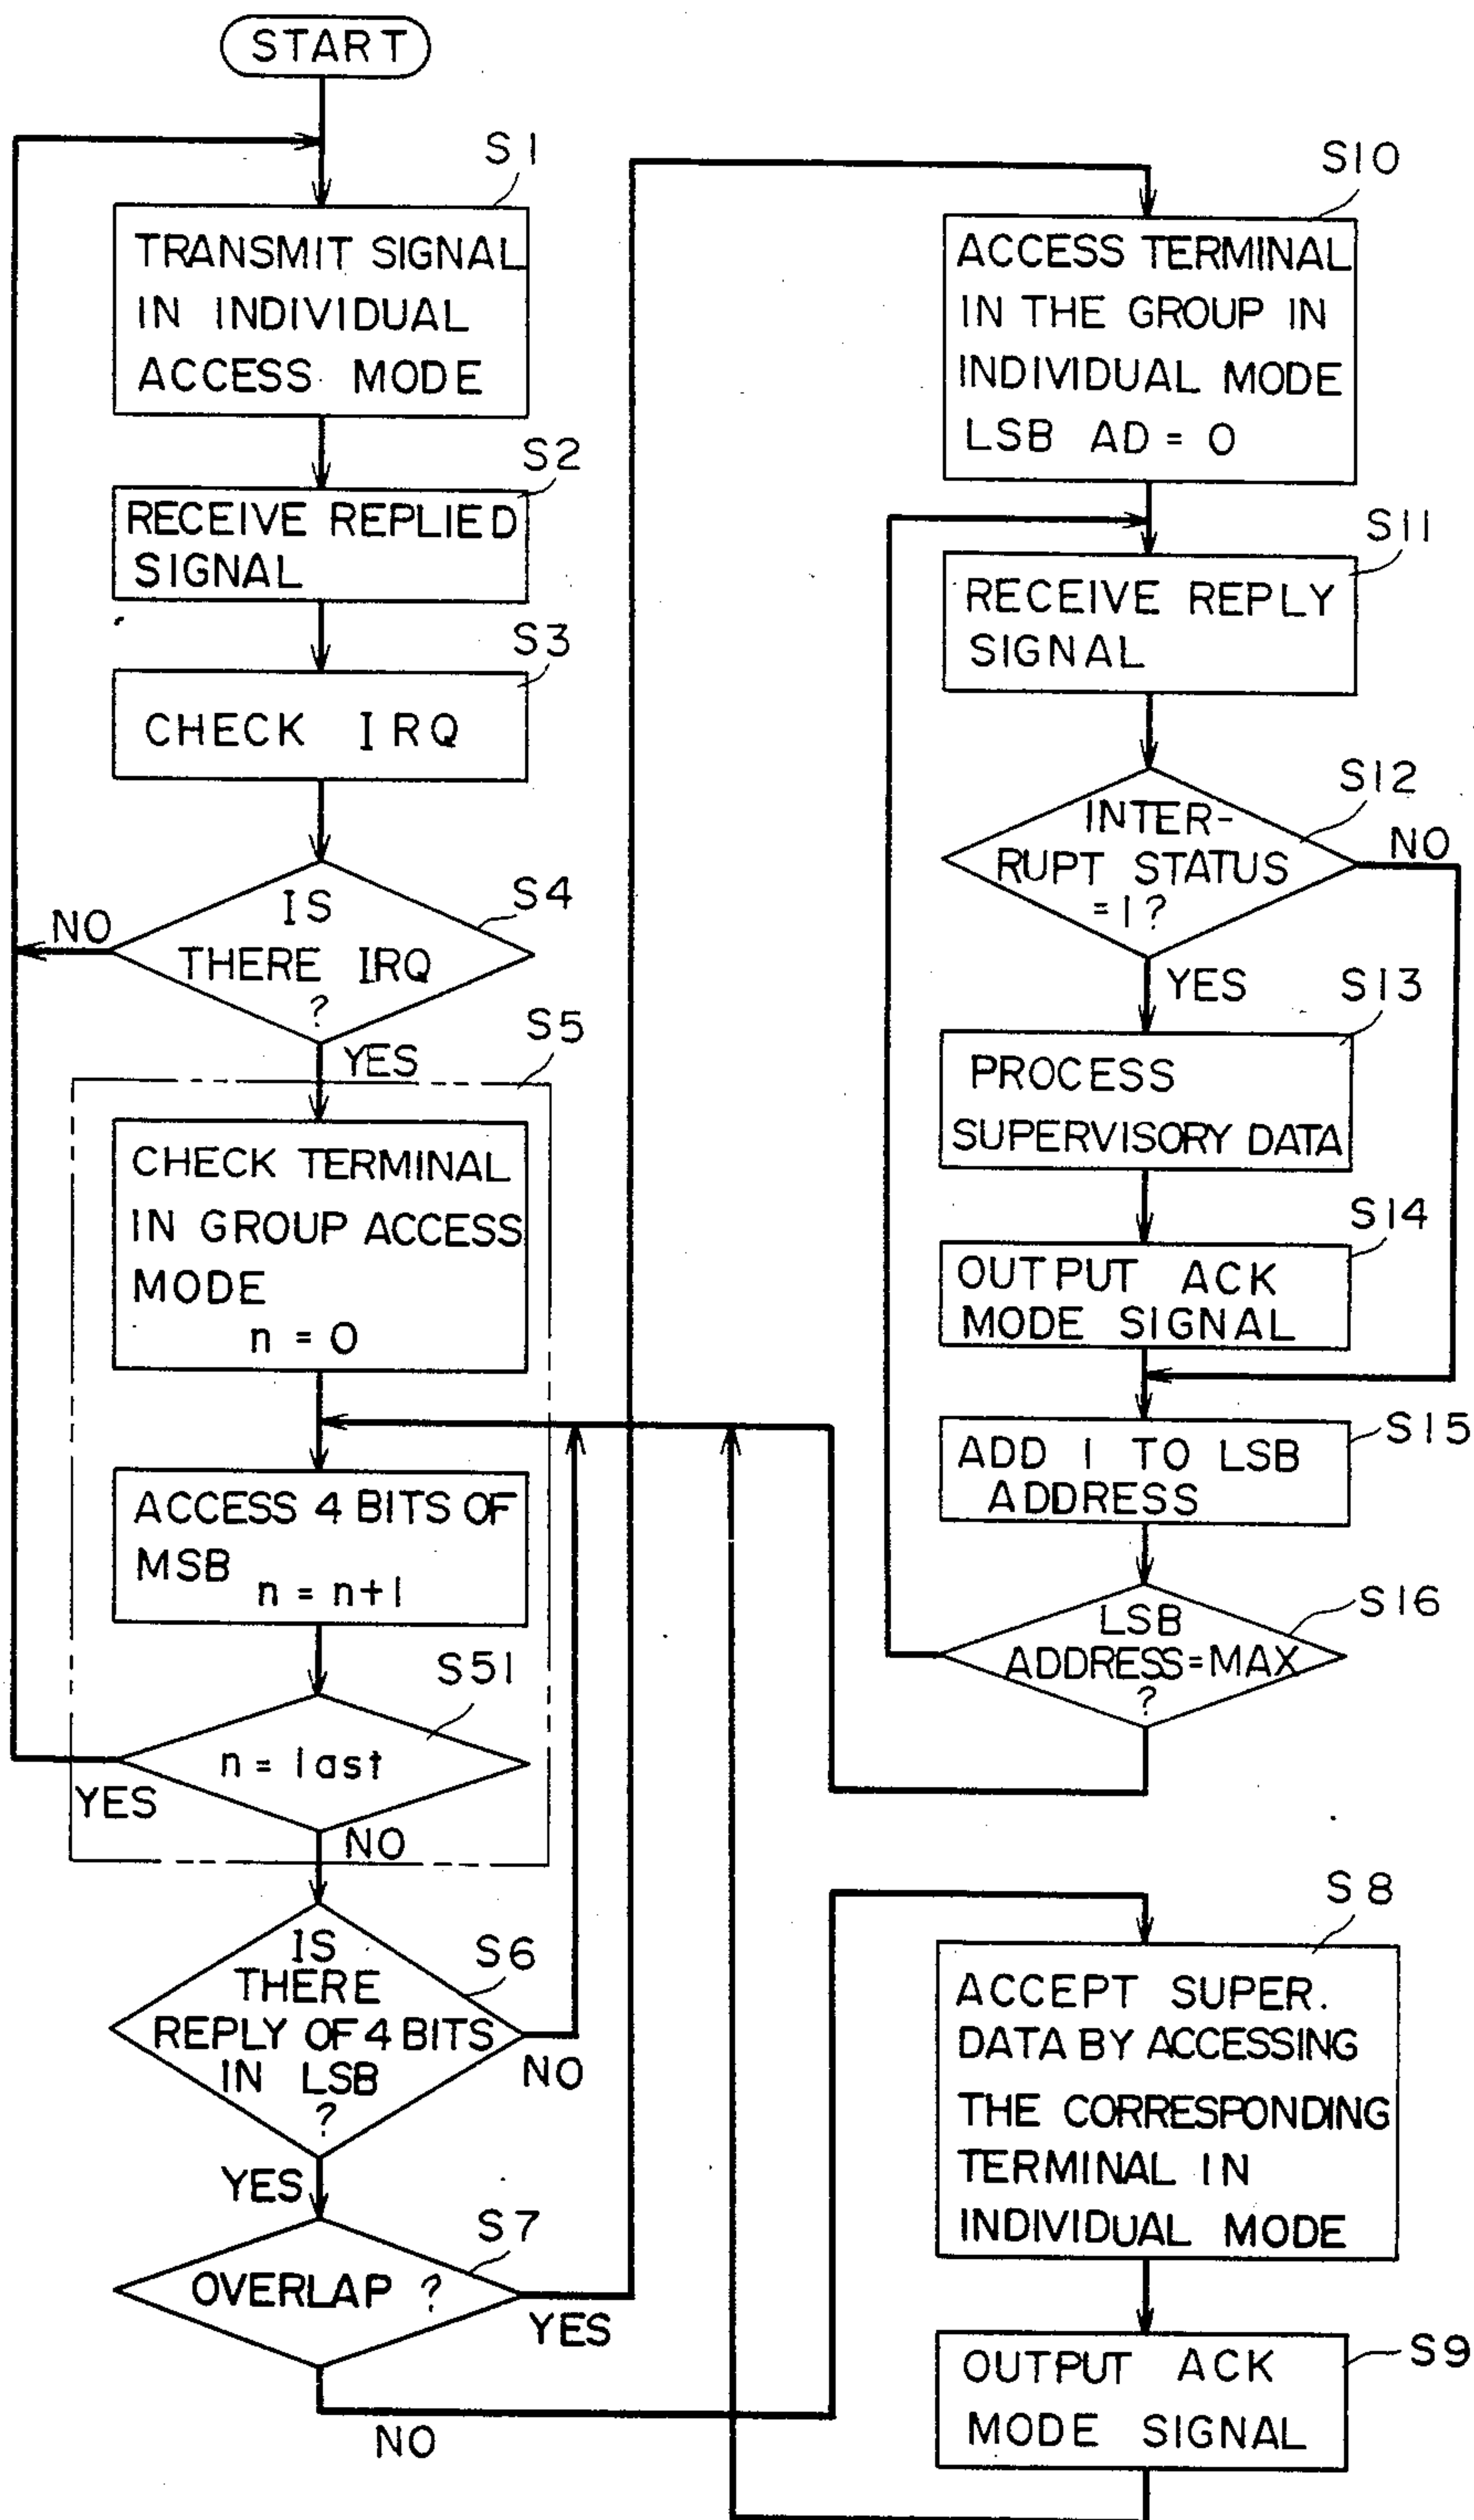 START
S1
TRANSMIT SIGNAL
IN INDIVIDUAL
ACCESS MODE
S2
RECEIVE REPLIED
SIGNAL
S3
CHECK IRQ
S4
IS
THERE IRQ
?
NO
YES
S5
CHECK TERMINAL
IN GROUP ACCESS
MODE
n = 0
ACCESS 4 BITS OF
MSB
n = n+1
S51
n = last
YES
NO
S6
IS
THERE
REPLY OF 4 BITS
IN LSB
?
NO
YES
S7
OVERLAP ?
YES
NO
S10
ACCESS TERMINAL
IN THE GROUP IN
INDIVIDUAL MODE
LSB AD = 0
S11
RECEIVE REPLY
SIGNAL
S12
INTER-
RUPT STATUS
=1?
NO
YES
S13
PROCESS
SUPERVISORY DATA
S14
OUTPUT ACK
MODE SIGNAL
S15
ADD 1 TO LSB
ADDRESS
S16
LSB
ADDRESS=MAX
?
S8
ACCEPT SUPER.
DATA BY ACCESSING
THE CORRESPONDING
TERMINAL IN
INDIVIDUAL MODE
S9
OUTPUT ACK
MODE SIGNAL